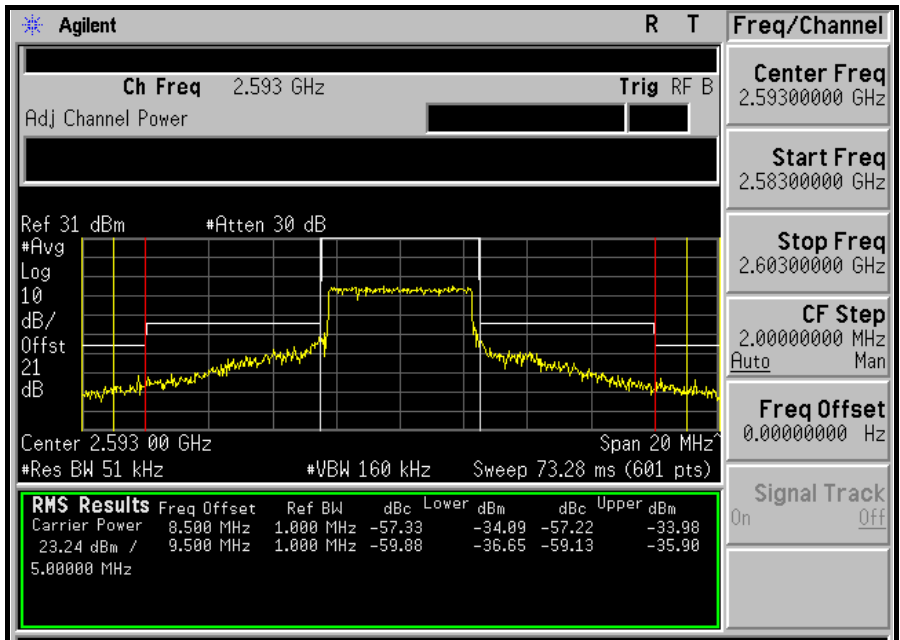 Agilent R T Freq/Channel
Ch Freq 2.593 GHz Trig RF B
Adj Channel Power
Center Freq
2.59300000 GHz
Start Freq
2.58300000 GHz
Ref 31 dBm #Atten 30 dB
#Avg
Log
10
dB/
Offst
21
dB
Stop Freq
2.60300000 GHz
CF Step
2.00000000 MHz
Auto Man
Freq Offset
0.00000000 Hz
Center 2.593 00 GHz Span 20 MHz^
#Res BW 51 kHz #VBW 160 kHz Sweep 73.28 ms (601 pts)
Signal Track
On Off
RMS Results Freq Offset Ref BW dBc Lower dBm dBc Upper dBm
Carrier Power 8.500 MHz 1.000 MHz -57.33 -34.09 -57.22 -33.98
23.24 dBm / 9.500 MHz 1.000 MHz -59.88 -36.65 -59.13 -35.90
5.00000 MHz